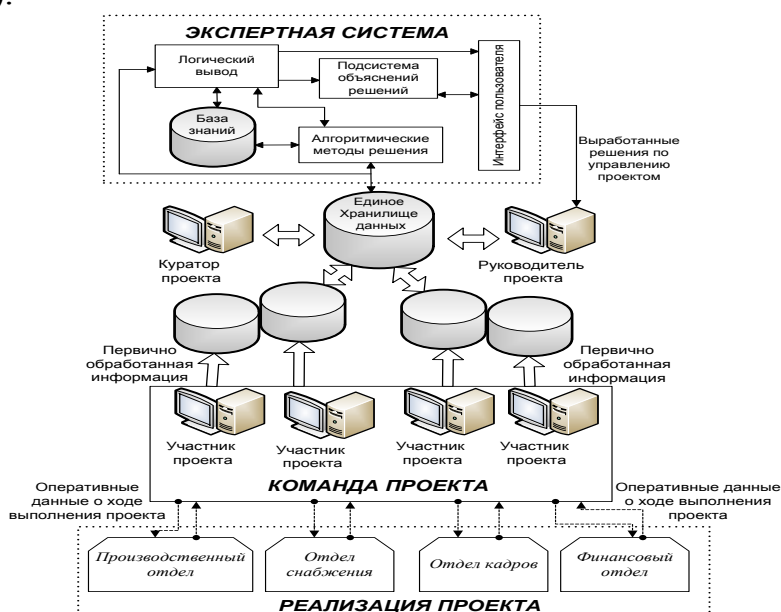 ЭКСПЕРТНАЯ СИСТЕМА
Логический
вывод
Подсистема
объяснений
решений
Интерфейс пользователя
База
знаний
Алгоритмические
методы решения
Выработанные
решения по
управлению
проектом
Единое
Хранилище
данных
Куратор
проекта
Руководитель
проекта
Первично
обработанная
информация
Первично
обработанная
информация
Участник
проекта
Участник
проекта
Участник
проекта
Участник
проекта
КОМАНДА ПРОЕКТА
Оперативные
данные о ходе
выполнения проекта
Оперативные данные
о ходе выполнения
проекта
Производственный
отдел
Отдел
снабжения
Отдел кадров
Финансовый
отдел
РЕАЛИЗАЦИЯ ПРОЕКТА